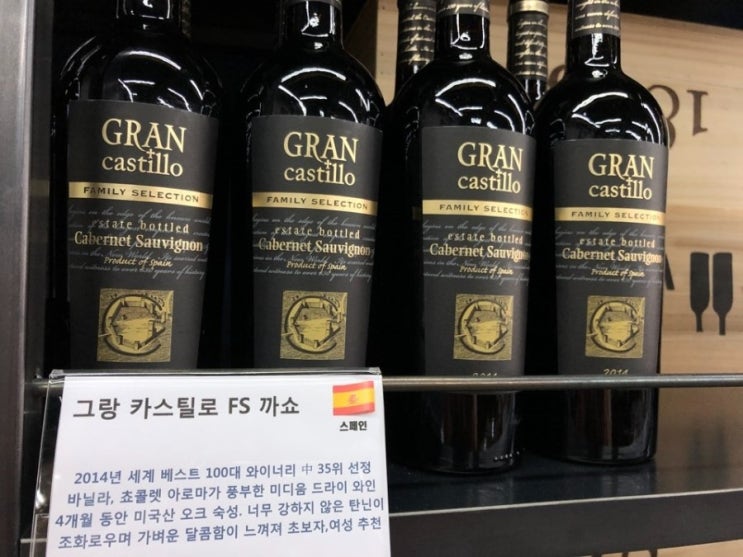 GRAN
castillo
FAMILY SELECTION
estate bottled
Cabernet Sauvignon
Product of Spain
GRAN
castillo
FAMILY SELECTION
estate bottled
Cabernet Sauvignon
Product of Spain
GRAN
castillo
FAMILY SELECTION
estate bottled
Cabernet Sauvignon
Product of Spain
2014
GRAN
castillo
FAMILY SELECTION
estate bottled
Cabernet Sauvignon
Product of Spain
2014
그랑 카스틸로 FS 까쇼
스페인
2014년 세계 베스트 100대 와이너리 中 35위 선정
바닐라, 쵸콜렛 아로마가 풍부한 미디움 드라이 와인
4개월 동안 미국산 오크 숙성. 너무 강하지 않은 탄닌이
조화로우며 가벼운 달콤함이 느껴져 초보자,여성 추천